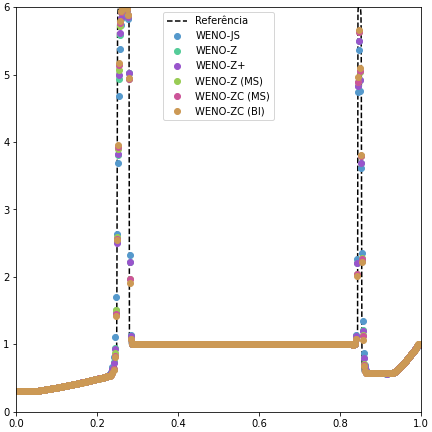 6
5
4
3
2
1
0
0.0 0.2 0.4 0.6 0.8 1.0
Referência
WENO-JS
WENO-Z
WENO-Z+
WENO-Z (MS)
WENO-ZC (MS)
WENO-ZC (BI)